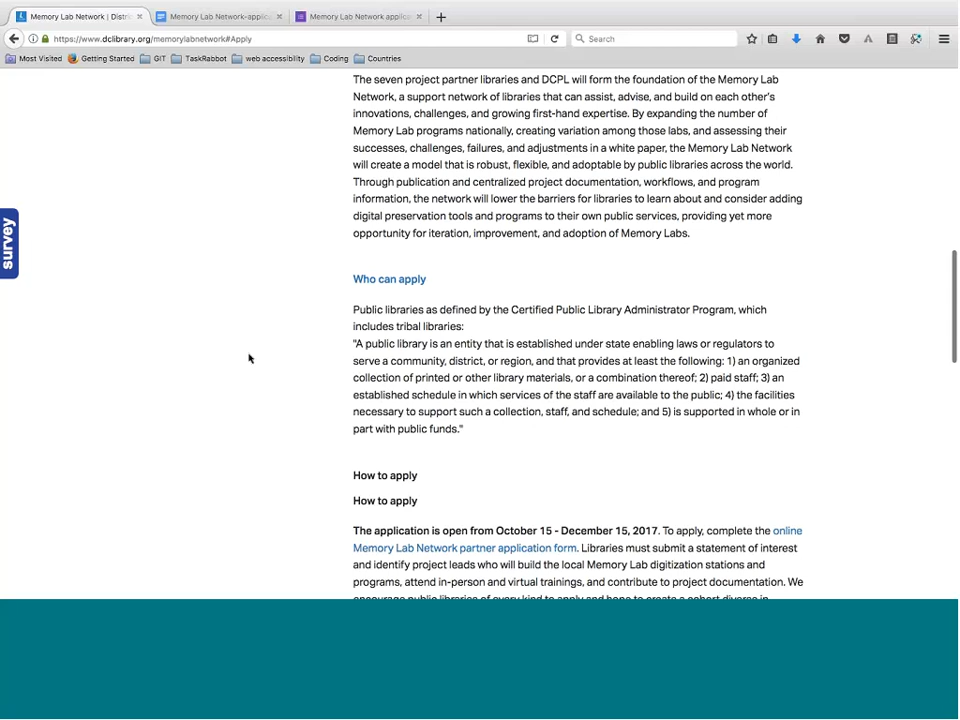 Memory Lab Network | Distri
Memory Lab Network-applic
Memory Lab Network applic
https://www.dclibrary.org/memorylabnetwork#Apply
Search
Most Visited
Getting Started
GIT
TaskRabbot
web accessibility
Coding
Countries
The seven project partner libraries and DCPL will form the foundation of the Memory Lab
Network, a support network of libraries that can assist, advise, and build on each other's
innovations, challenges, and growing first-hand expertise. By expanding the number of
Memory Lab programs nationally, creating variation among those labs, and assessing their
successes, challenges, failures, and adjustments in a white paper, the Memory Lab Network
will create a model that is robust, flexible, and adoptable by public libraries across the world.
Through publication and centralized project documentation, workflows, and program
information, the network will lower the barriers for libraries to learn about and consider adding
digital preservation tools and programs to their own public services, providing yet more
opportunity for iteration, improvement, and adoption of Memory Labs.
survey
Who can apply
Public libraries as defined by the Certified Public Library Administrator Program, which
includes tribal libraries:
"A public library is an entity that is established under state enabling laws or regulators to
serve a community, district, or region, and that provides at least the following: 1) an organized
collection of printed or other library materials, or a combination thereof; 2) paid staff; 3) an
established schedule in which services of the staff are available to the public; 4) the facilities
necessary to support such a collection, staff, and schedule; and 5) is supported in whole or in
part with public funds."
How to apply
How to apply
The application is open from October 15 - December 15, 2017. To apply, complete the online
Memory Lab Network partner application form. Libraries must submit a statement of interest
and identify project leads who will build the local Memory Lab digitization stations and
programs, attend in-person and virtual trainings, and contribute to project documentation. We
encourage public libraries of every kind to apply and hope to create a cohort diverse in